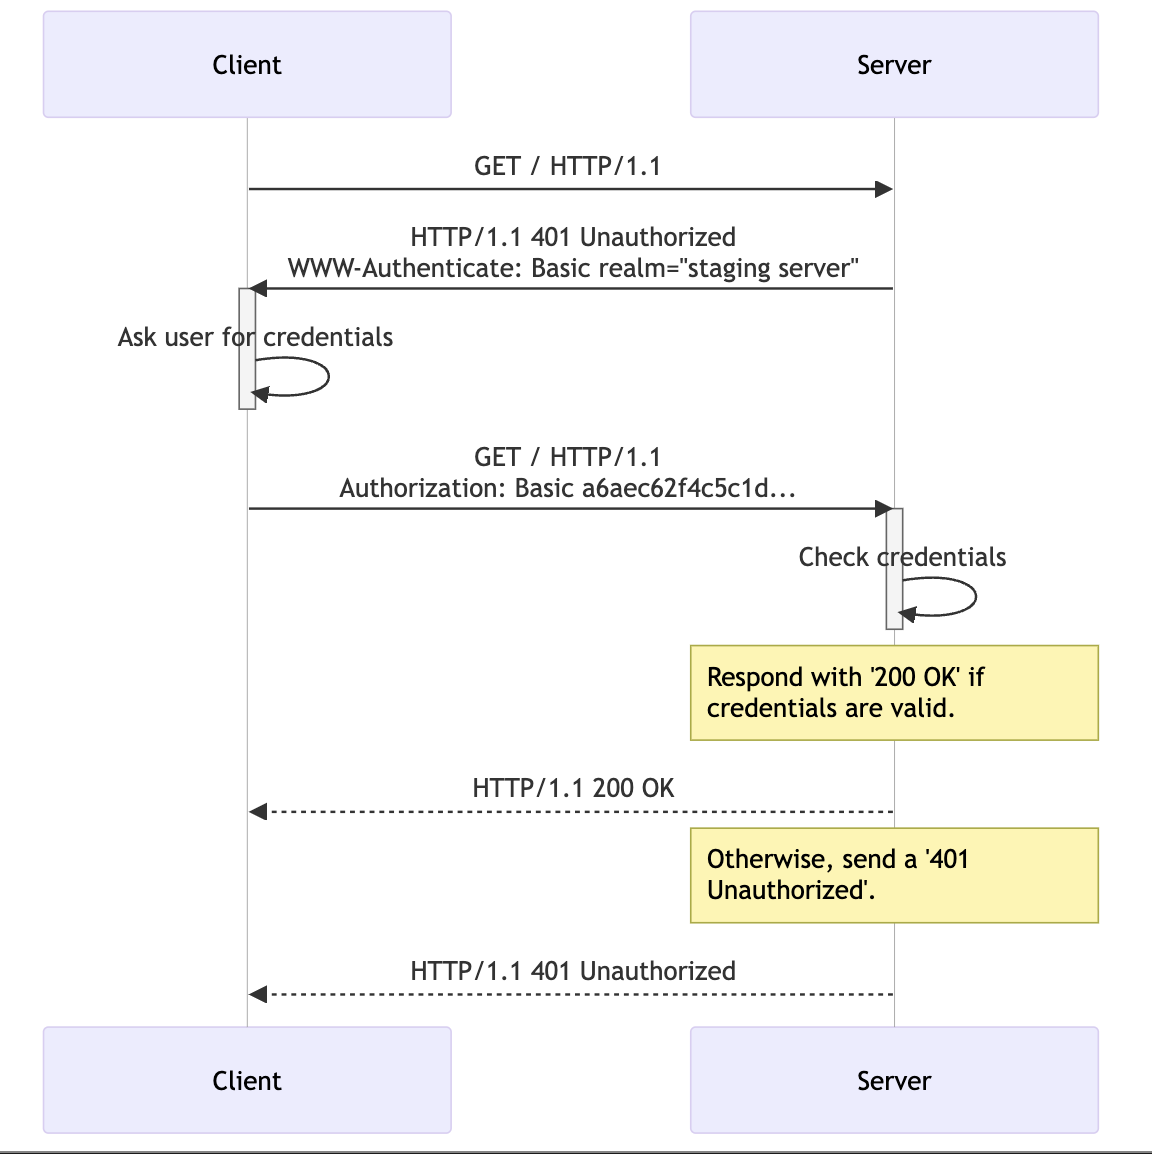 Client
Server
GET / HTTP/1.1
HTTP/1.1 401 Unauthorized
WWW-Authenticate: Basic realm="staging server"
Ask user for credentials
GET / HTTP/1.1
Authorization: Basic a6aec62f4c5c1d...
Check credentials
Respond with '200 OK' if
credentials are valid.
HTTP/1.1 200 OK
Otherwise, send a '401
Unauthorized'.
HTTP/1.1 401 Unauthorized
Client
Server